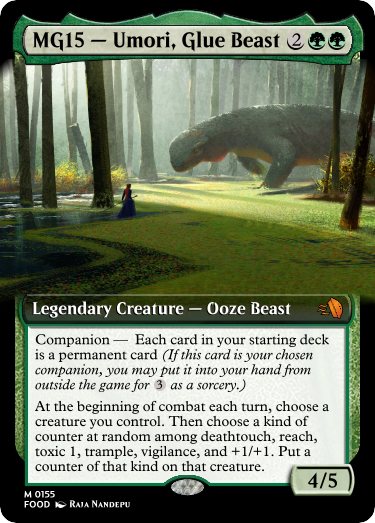 MG15 — Umori, Glue Beast 2
Legendary Creature — Ooze Beast
Companion — Each card in your starting deck
is a permanent card (If this card is your chosen
companion, you may put it into your hand from
outside the game for 3 as a sorcery.)
At the beginning of combat each turn, choose a
creature you control. Then choose a kind of
counter at random among deathtouch, reach,
toxic 1, trample, vigilance, and +1/+1. Put a
counter of that kind on that creature.
4/5
M 0155
FOOD Raja Nandepu